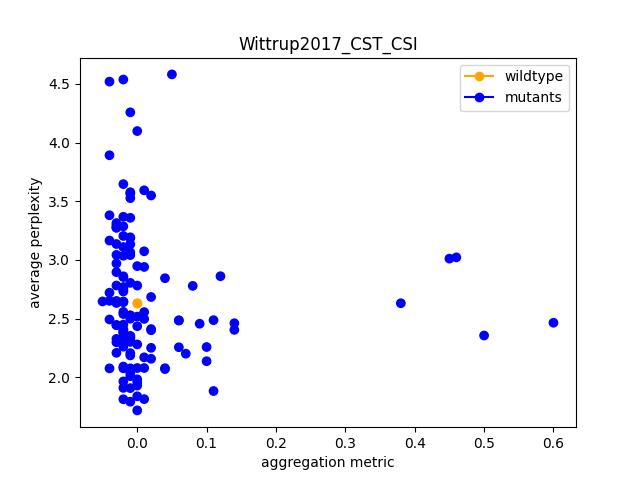 Wittrup2017_CST_CSI
wildtype
mutants
average perplexity
4.5
4.0
3.5
3.0
2.5
2.0
0.0 0.1 0.2 0.3 0.4 0.5 0.6
aggregation metric